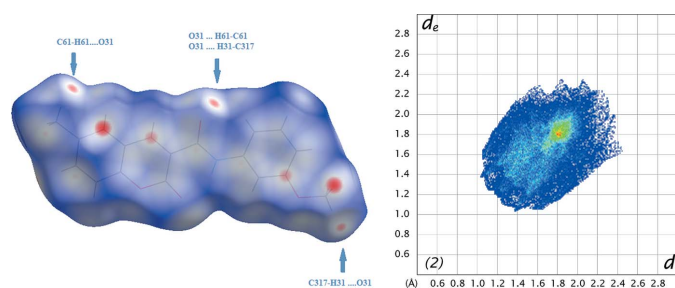 C61-H61....O31
O31 ... H61-C61
O31 .... H31-C317
C317-H31 ....O31
de
2.8
2.6
2.4
2.2
2.0
1.8
1.6
1.4
1.2
1.0
0.8
0.6
(2)
d
(Å) 0.6 0.8 1.0 1.2 1.4 1.6 1.8 2.0 2.2 2.4 2.6 2.8